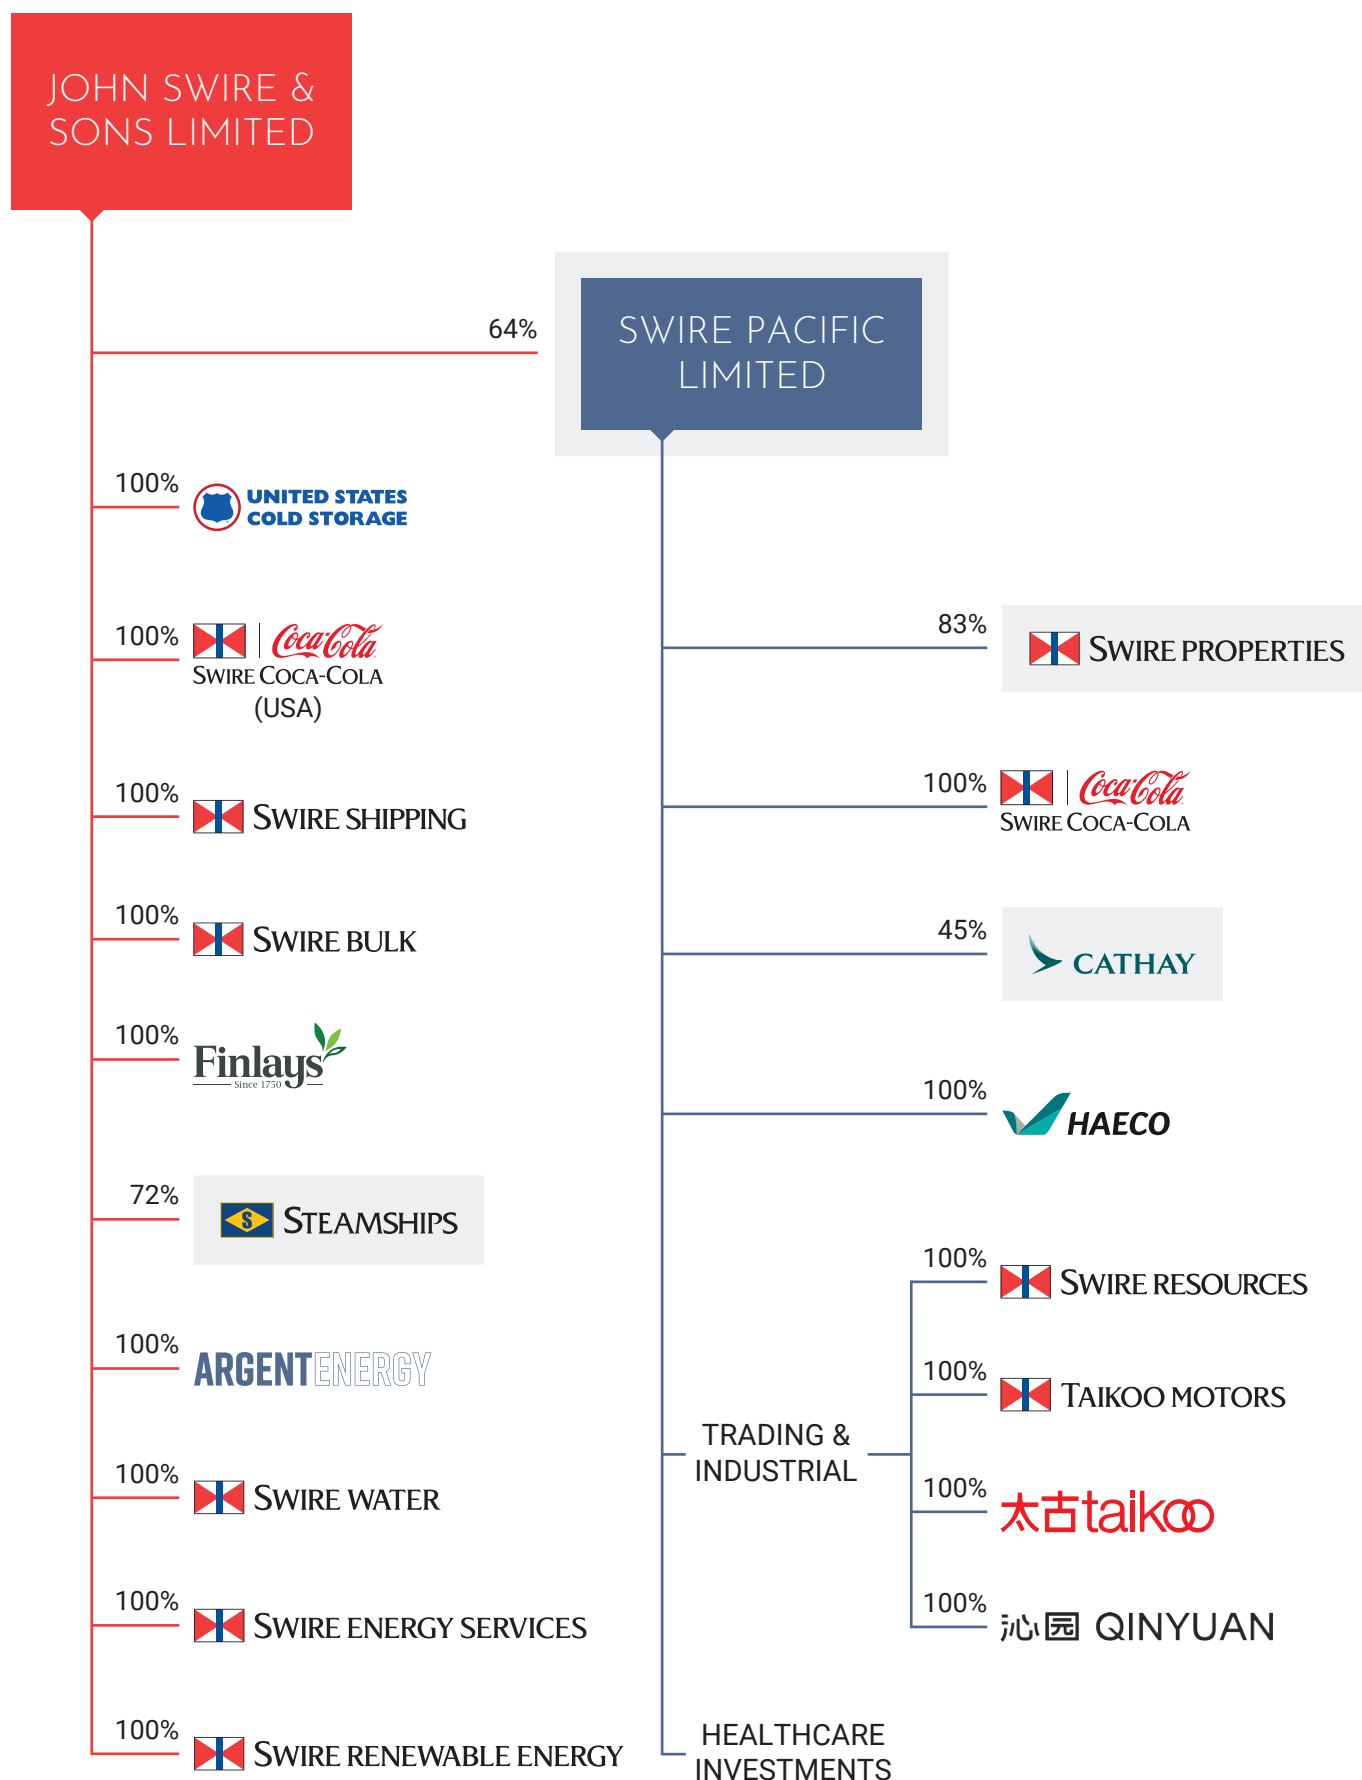 JOHN SWIRE &
SONS LIMITED
64%
SWIRE PACIFIC
LIMITED
100%
UNITED STATES
COLD STORAGE
100%
Coca-Cola
SWIRE COCA-COLA
(USA)
100%
SWIRE SHIPPING
100%
SWIRE BULK
100%
Finlays
Since 1750
72%
S
STEAMSHIPS
100%
ARGENTENERGY
100%
SWIRE WATER
100%
SWIRE ENERGY SERVICES
100%
SWIRE RENEWABLE ENERGY
83%
SWIRE PROPERTIES
100%
Coca-Cola
SWIRE COCA-COLA
45%
CATHAY
100%
HAECO
TRADING &
INDUSTRIAL
100%
SWIRE RESOURCES
100%
TAIKOO MOTORS
100%
太古taikoo
100%
沁园 QINYUAN
HEALTHCARE
INVESTMENTS